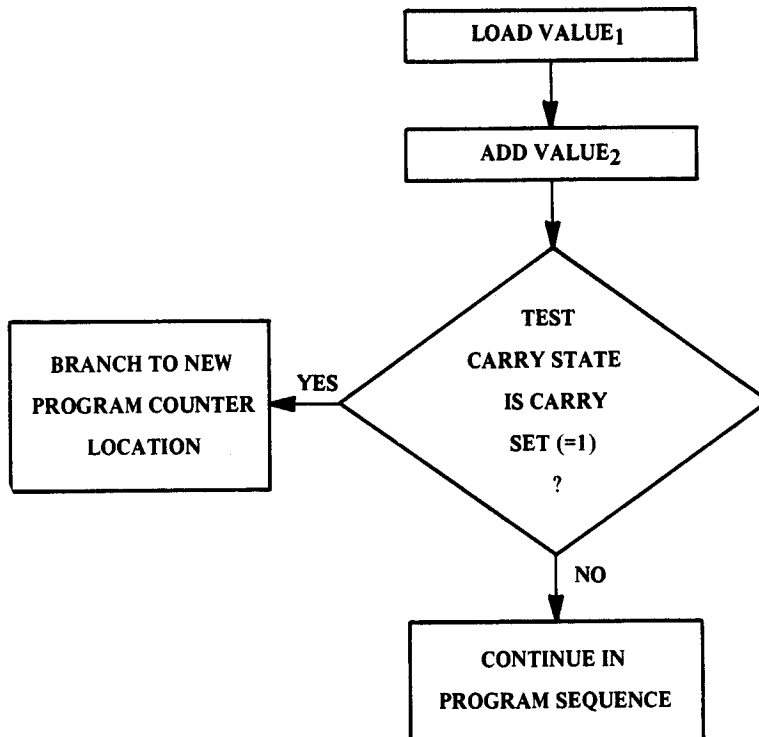 LOAD VALUE1
ADD VALUE2
TEST
CARRY STATE
IS CARRY
SET (=1)
?
YES
BRANCH TO NEW
PROGRAM COUNTER
LOCATION
NO
CONTINUE IN
PROGRAM SEQUENCE